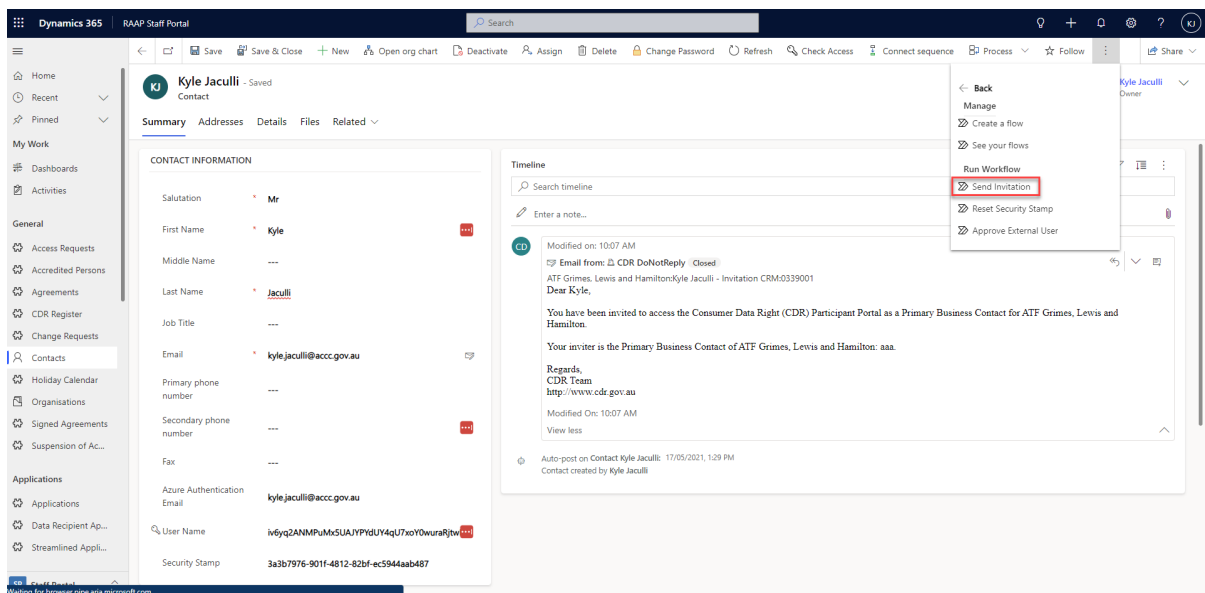 Dynamics 365 RAAP Staff Portal Search KJ
Save Save & Close New Open org chart Deactivate Assign Delete Change Password Refresh Check Access Connect sequence Process Follow Share
Home
Recent
Pinned
My Work
Dashboards
Activities
General
Access Requests
Accredited Persons
Agreements
CDR Register
Change Requests
Contacts
Holiday Calendar
Organisations
Signed Agreements
Suspension of Ac...
Applications
Applications
Data Recipient Ap...
Streamlined Appli...
SP Staff Portal
Waiting for browser.pipe.aria.microsoft.com
KJ
Kyle Jaculli - Saved
Contact
Kyle Jaculli
Owner
Summary Addresses Details Files Related
CONTACT INFORMATION
Salutation * Mr
First Name * Kyle
Middle Name ---
Last Name * Jaculli
Job Title ---
Email * kyle.jaculli@accc.gov.au
Primary phone
number ---
Secondary phone
number ---
Fax ---
Azure Authentication
Email kyle.jaculli@accc.gov.au
User Name iv6yq2ANMPuMx5UAJYPYdUY4qU7xoY0wuraRjtw
Security Stamp 3a3b7976-901f-4812-82bf-ec5944aab487
Timeline
Search timeline
Enter a note...
CD
Modified on: 10:07 AM
Email from: CDR DoNotReply Closed
ATF Grimes, Lewis and Hamilton:Kyle Jaculli - Invitation CRM:0339001
Dear Kyle,
You have been invited to access the Consumer Data Right (CDR) Participant Portal as a Primary Business Contact for ATF Grimes, Lewis and
Hamilton.
Your inviter is the Primary Business Contact of ATF Grimes, Lewis and Hamilton: aaa.
Regards,
CDR Team
http://www.cdr.gov.au
Modified On: 10:07 AM
View less
Auto-post on Contact Kyle Jaculli: 17/05/2021, 1:29 PM
Contact created by Kyle Jaculli
Back
Manage
Create a flow
See your flows
Run Workflow
Send Invitation
Reset Security Stamp
Approve External User